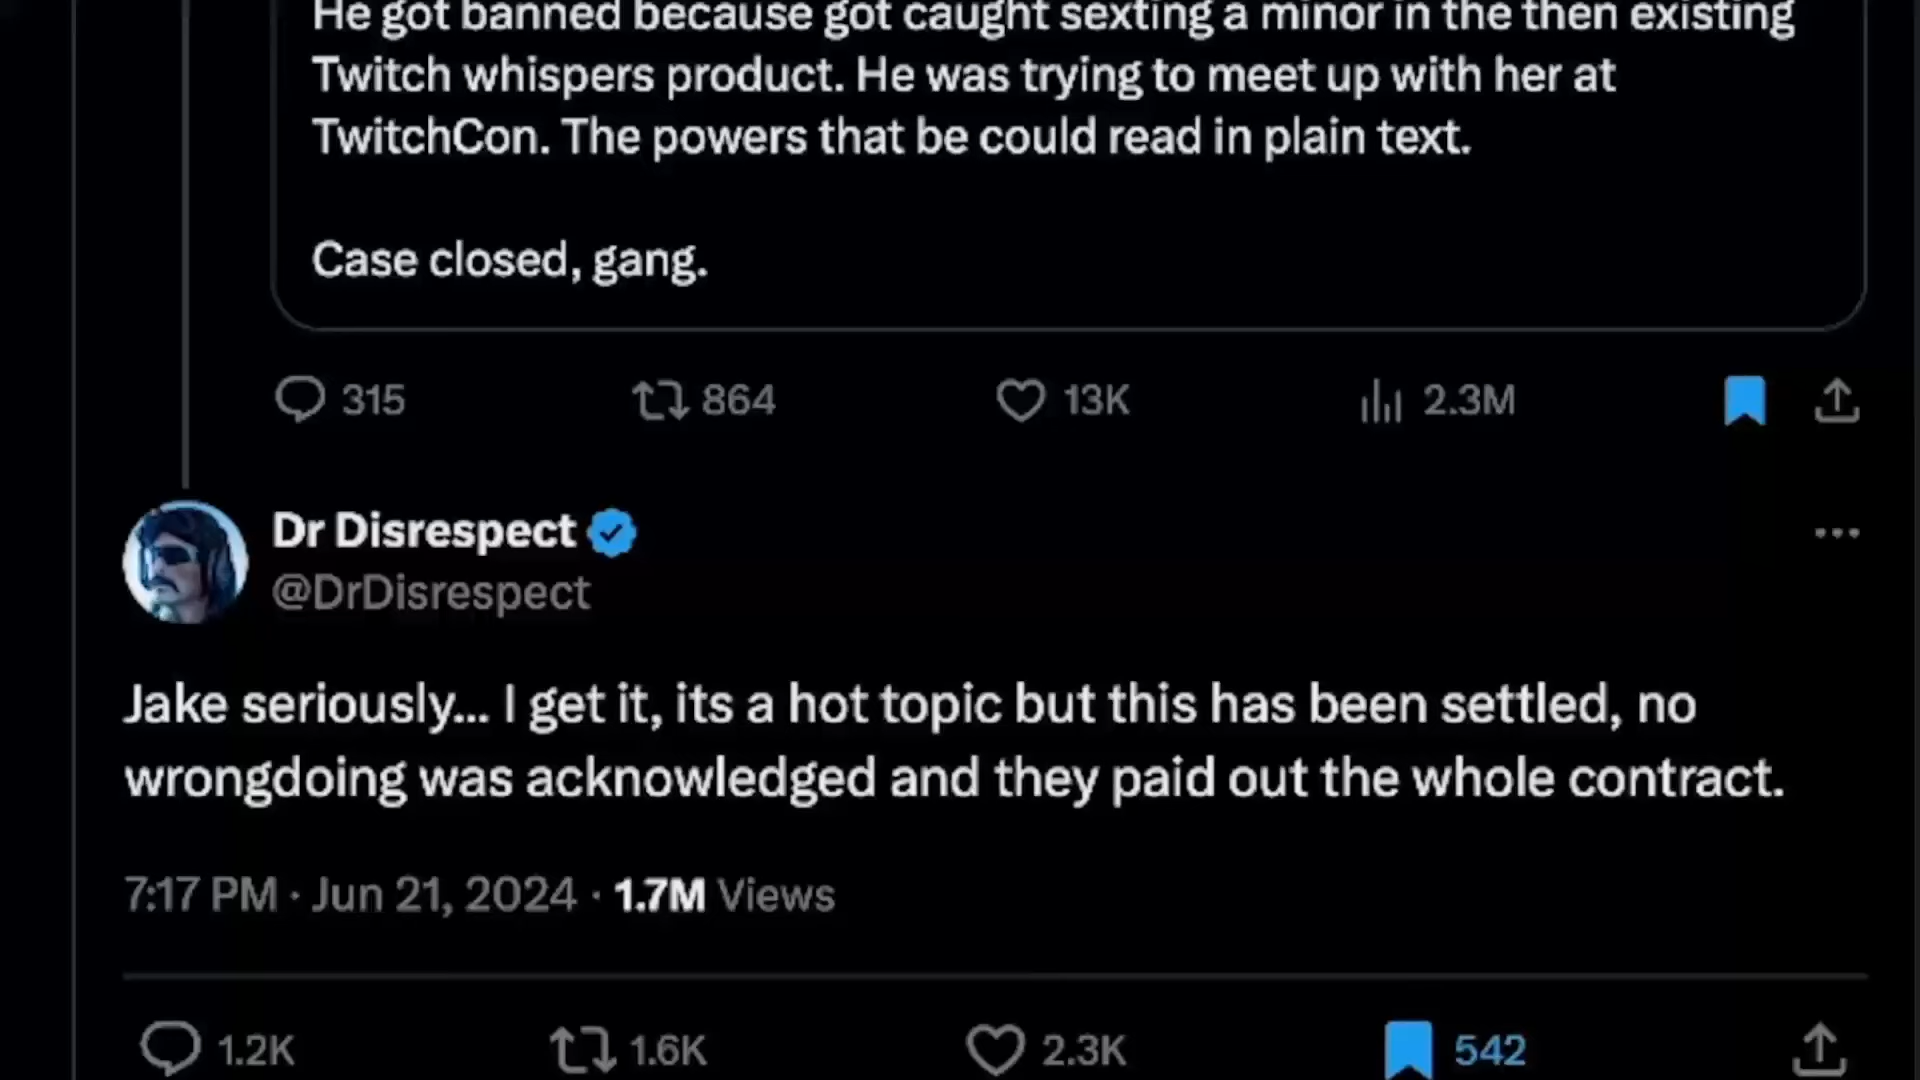 He got banned because got caught sexting a minor in the then existing
Twitch whispers product. He was trying to meet up with her at
TwitchCon. The powers that be could read in plain text.
Case closed, gang.
315 864 13K 2.3M
Dr Disrespect
@DrDisrespect
Jake seriously... I get it, its a hot topic but this has been settled, no
wrongdoing was acknowledged and they paid out the whole contract.
7:17 PM · Jun 21, 2024 · 1.7M Views
1.2K 1.6K 2.3K 542